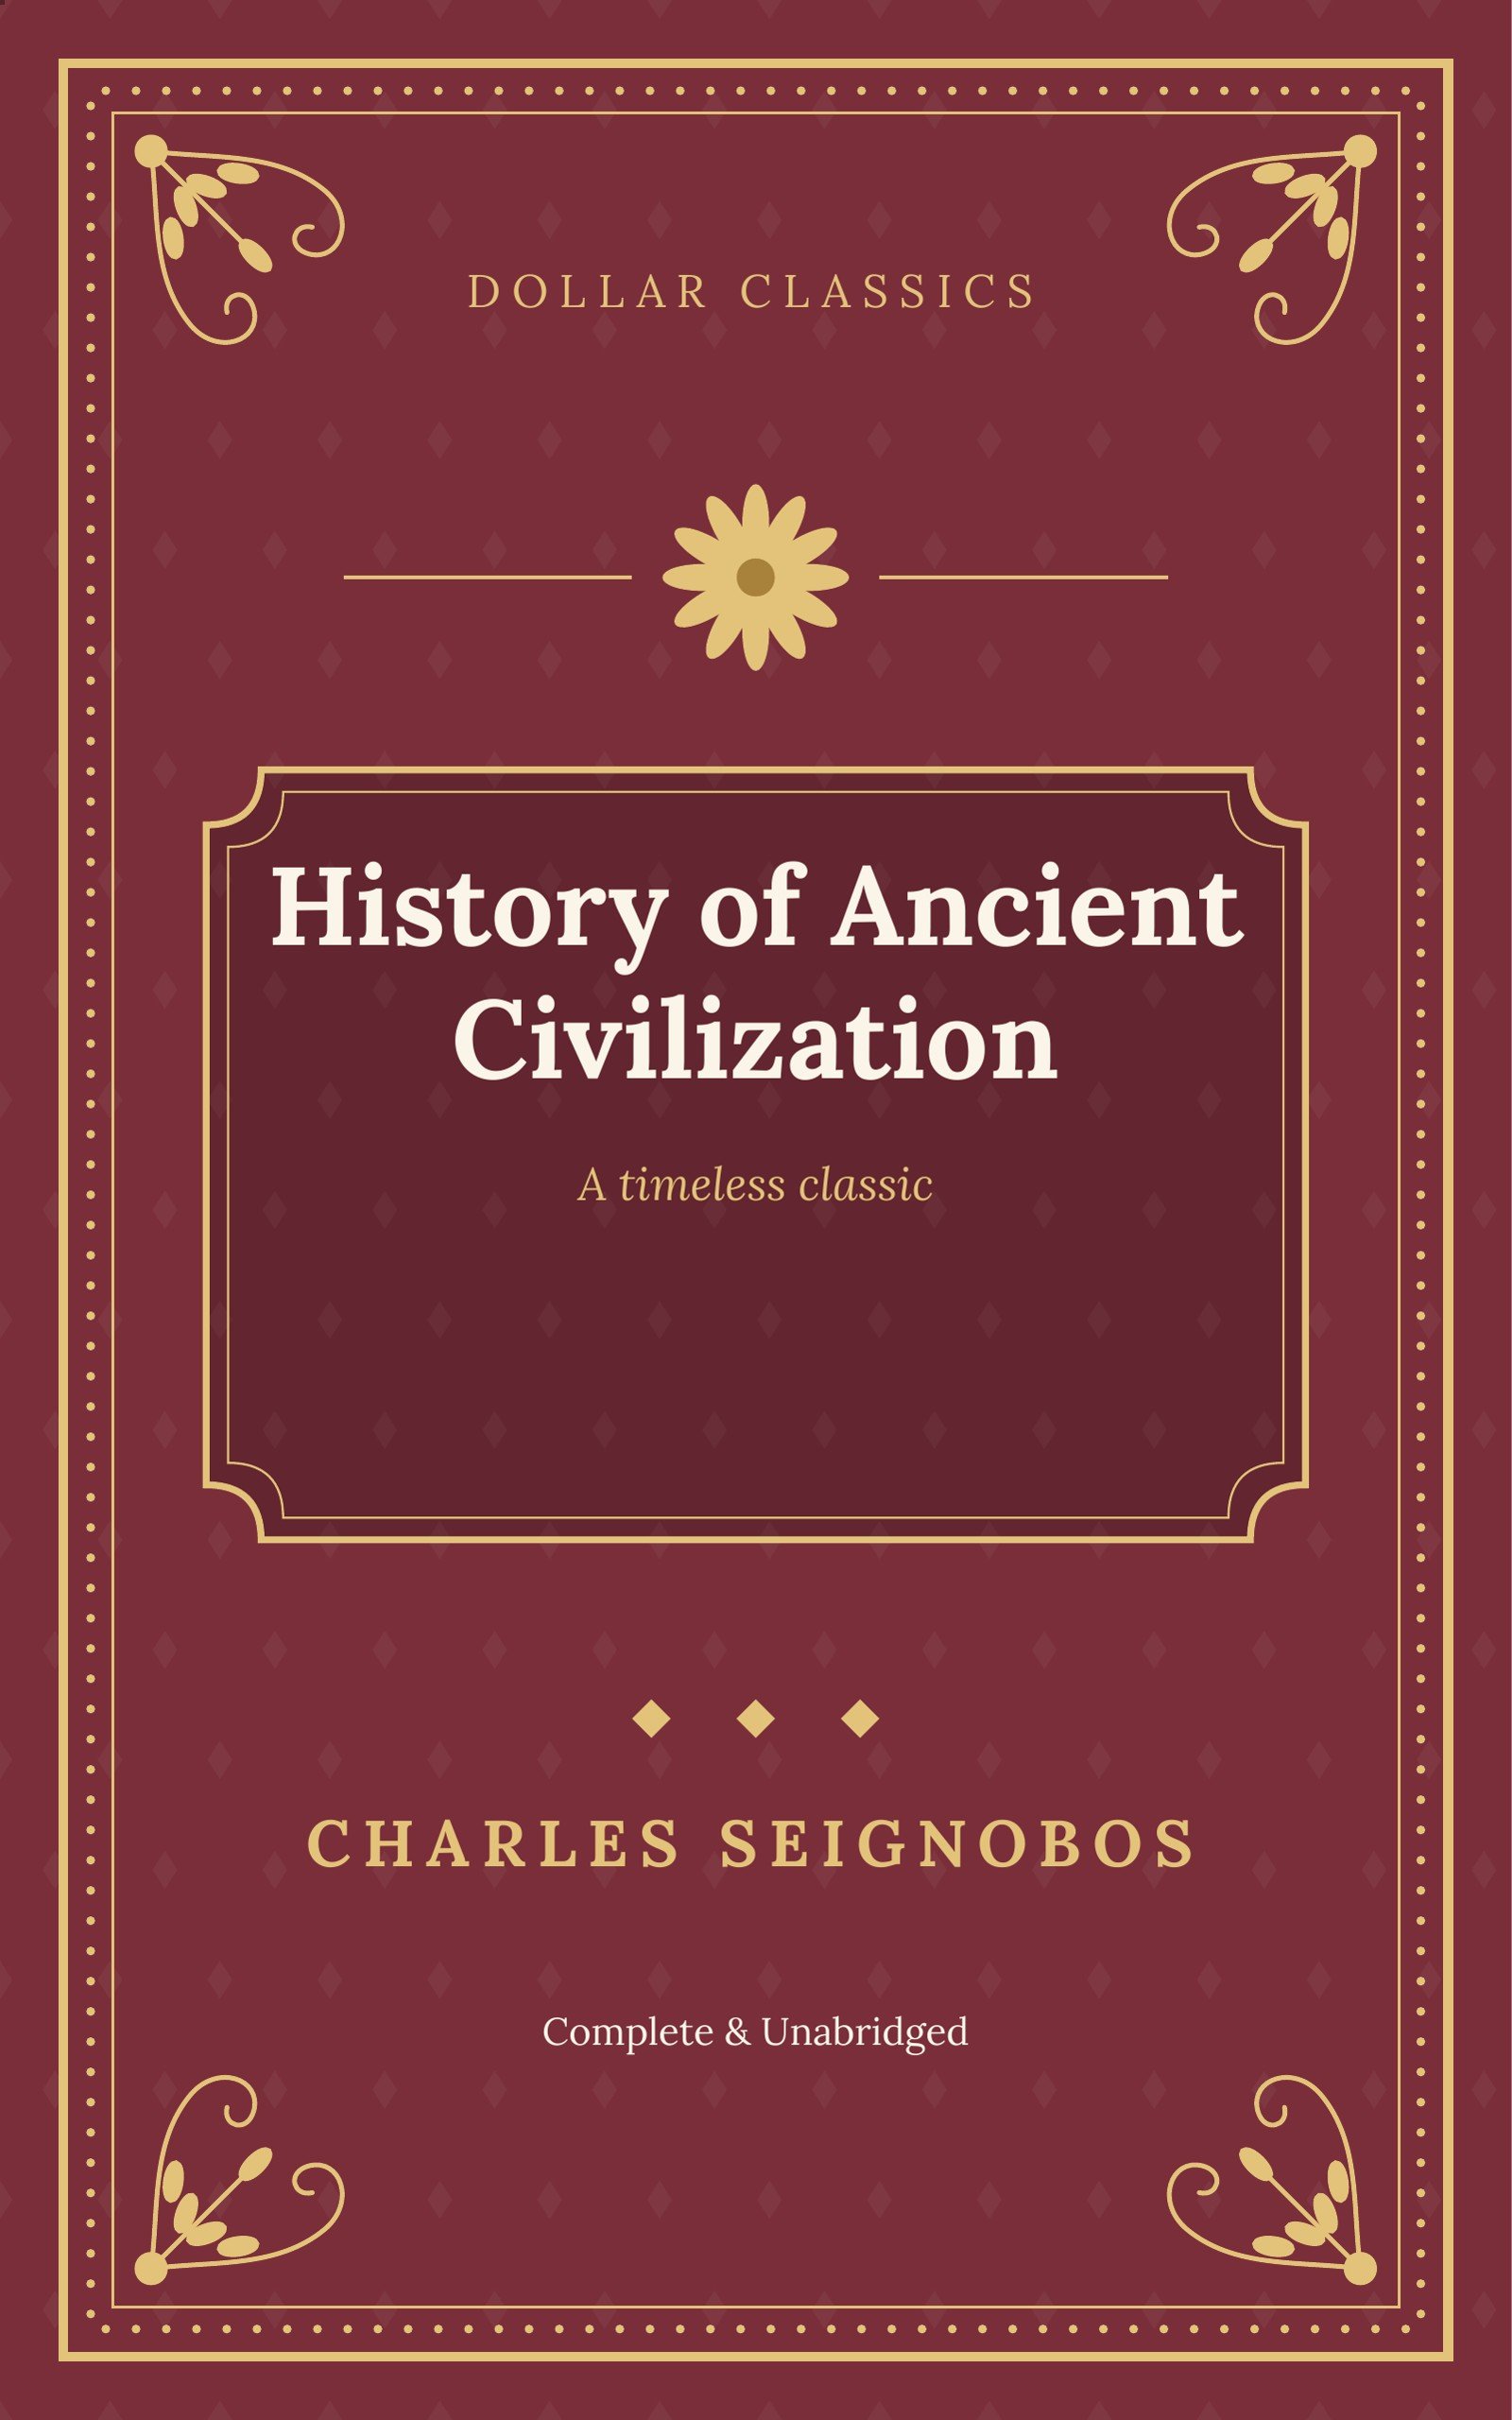 DOLLAR CLASSICS
History of Ancient
Civilization
A timeless classic
CHARLES SEIGNOBOS
Complete & Unabridged